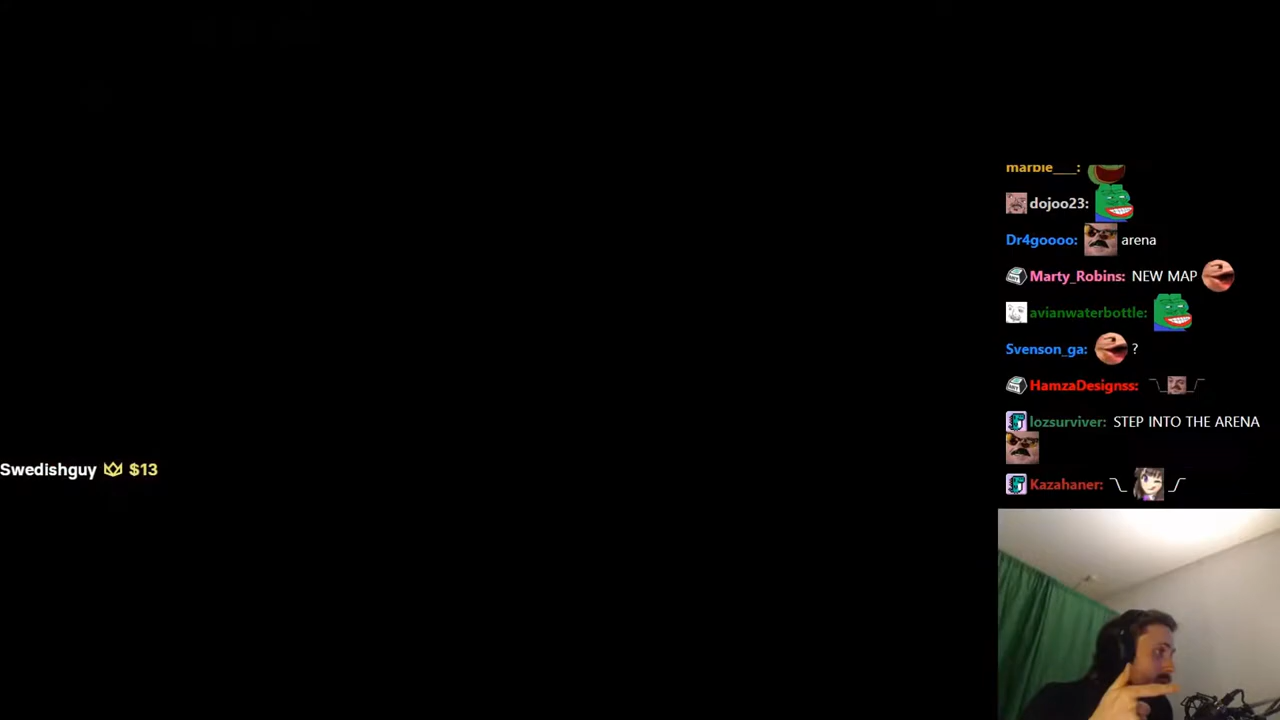 marble___:
dojoo23:
Dr4goooo: arena
Marty_Robins: NEW MAP
avianwaterbottle:
Svenson_ga: ?
HamzaDesignss: ¯\_ _/¯
lozsurviver: STEP INTO THE ARENA
Swedishguy $13
Kazahaner: ¯\_ _/¯